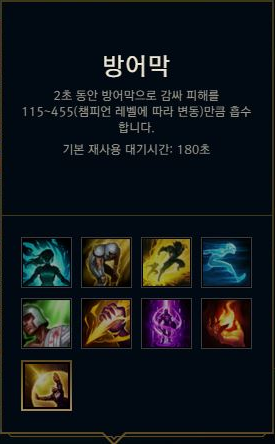 방어막
2초 동안 방어막으로 감싸 피해를
115~455(챔피언 레벨에 따라 변동)만큼 흡수
합니다.
기본 재사용 대기시간: 180초